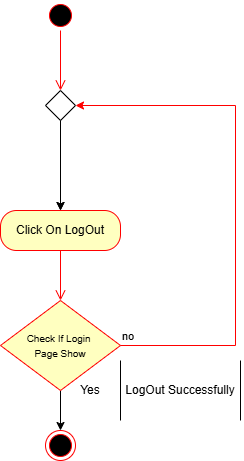 Click On LogOut
no
Check If Login
Page Show
Yes
LogOut Successfully